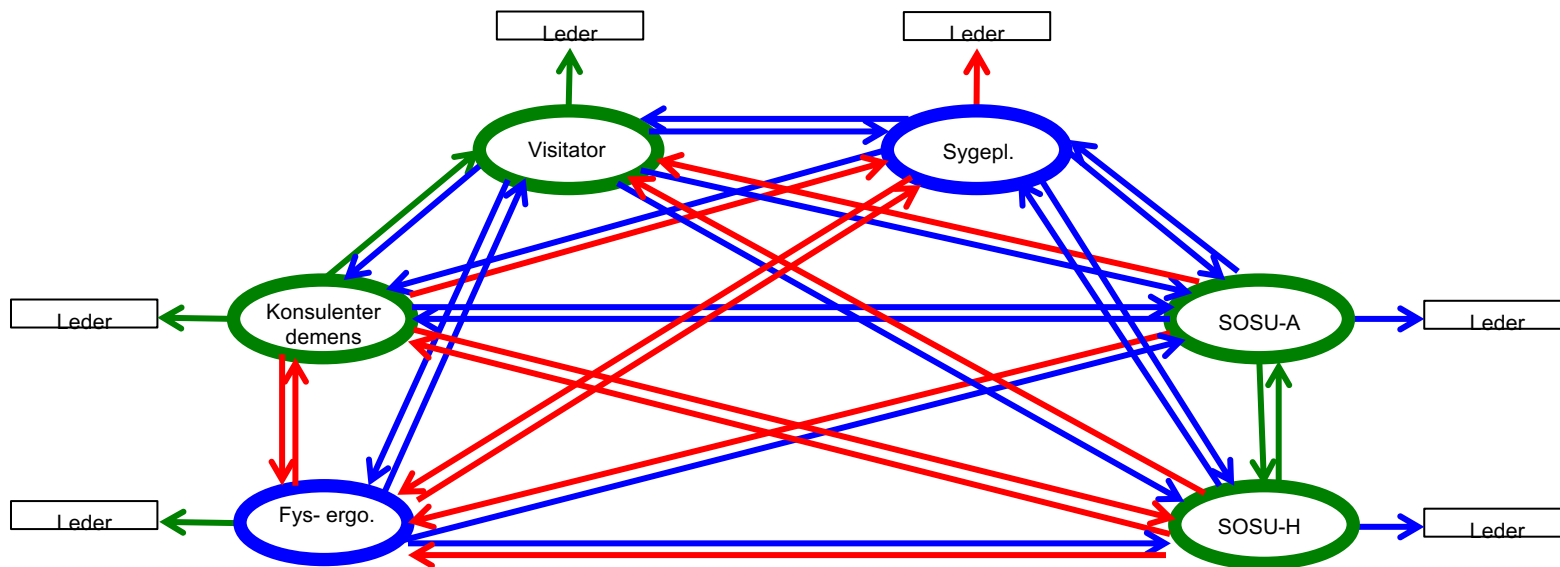 Leder
Leder
Visitator
Sygepl.
Konsulenter
demens
Leder
SOSU-A
Leder
Fys- ergo.
Leder
SOSU-H
Leder